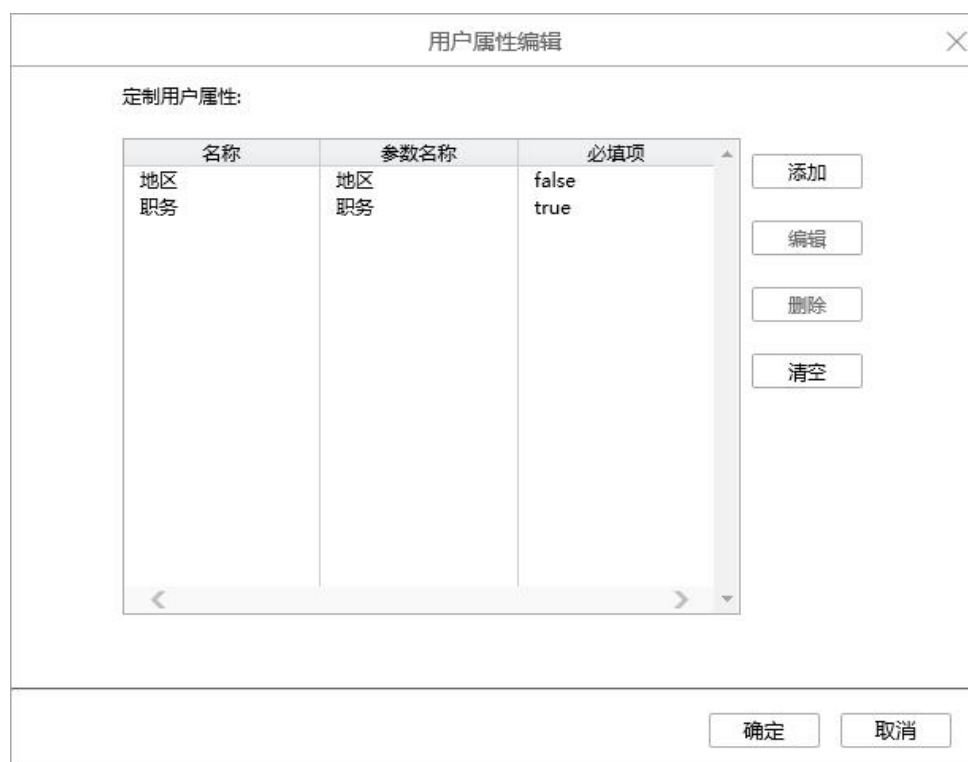 用户属性编辑
定制用户属性:
名称 参数名称 必填项
地区 地区 false
职务 职务 true
添加
编辑
删除
清空
确定 取消